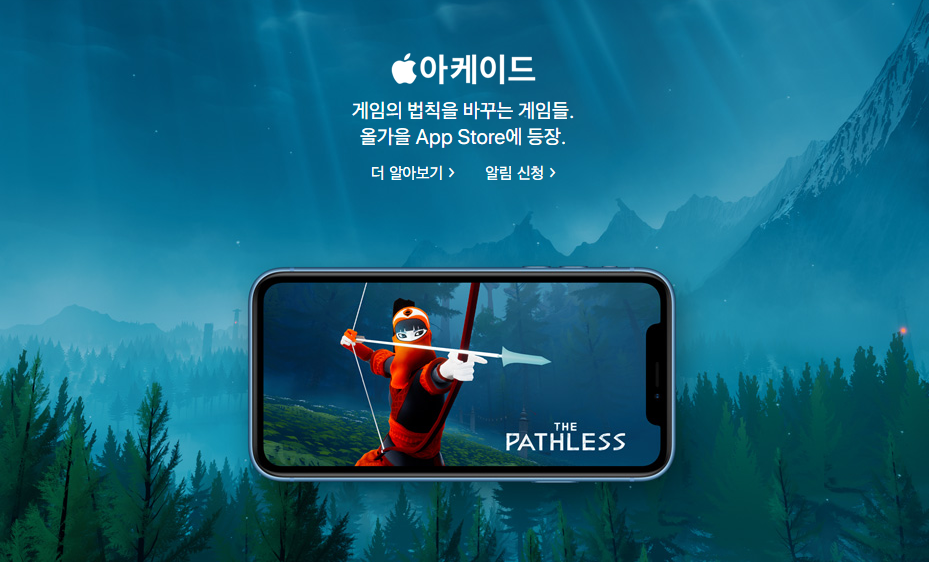 아케이드
게임의 법칙을 바꾸는 게임들.
올가을 App Store에 등장.
더 알아보기 > 알림 신청 >
THE
PATHLESS